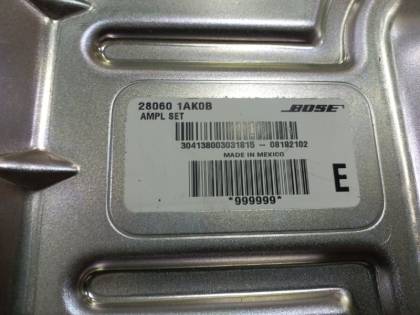 28060 1AK0B BOSE
AMPL SET
304138003031815 - 08192102
MADE IN MEXICO
E
*999999*